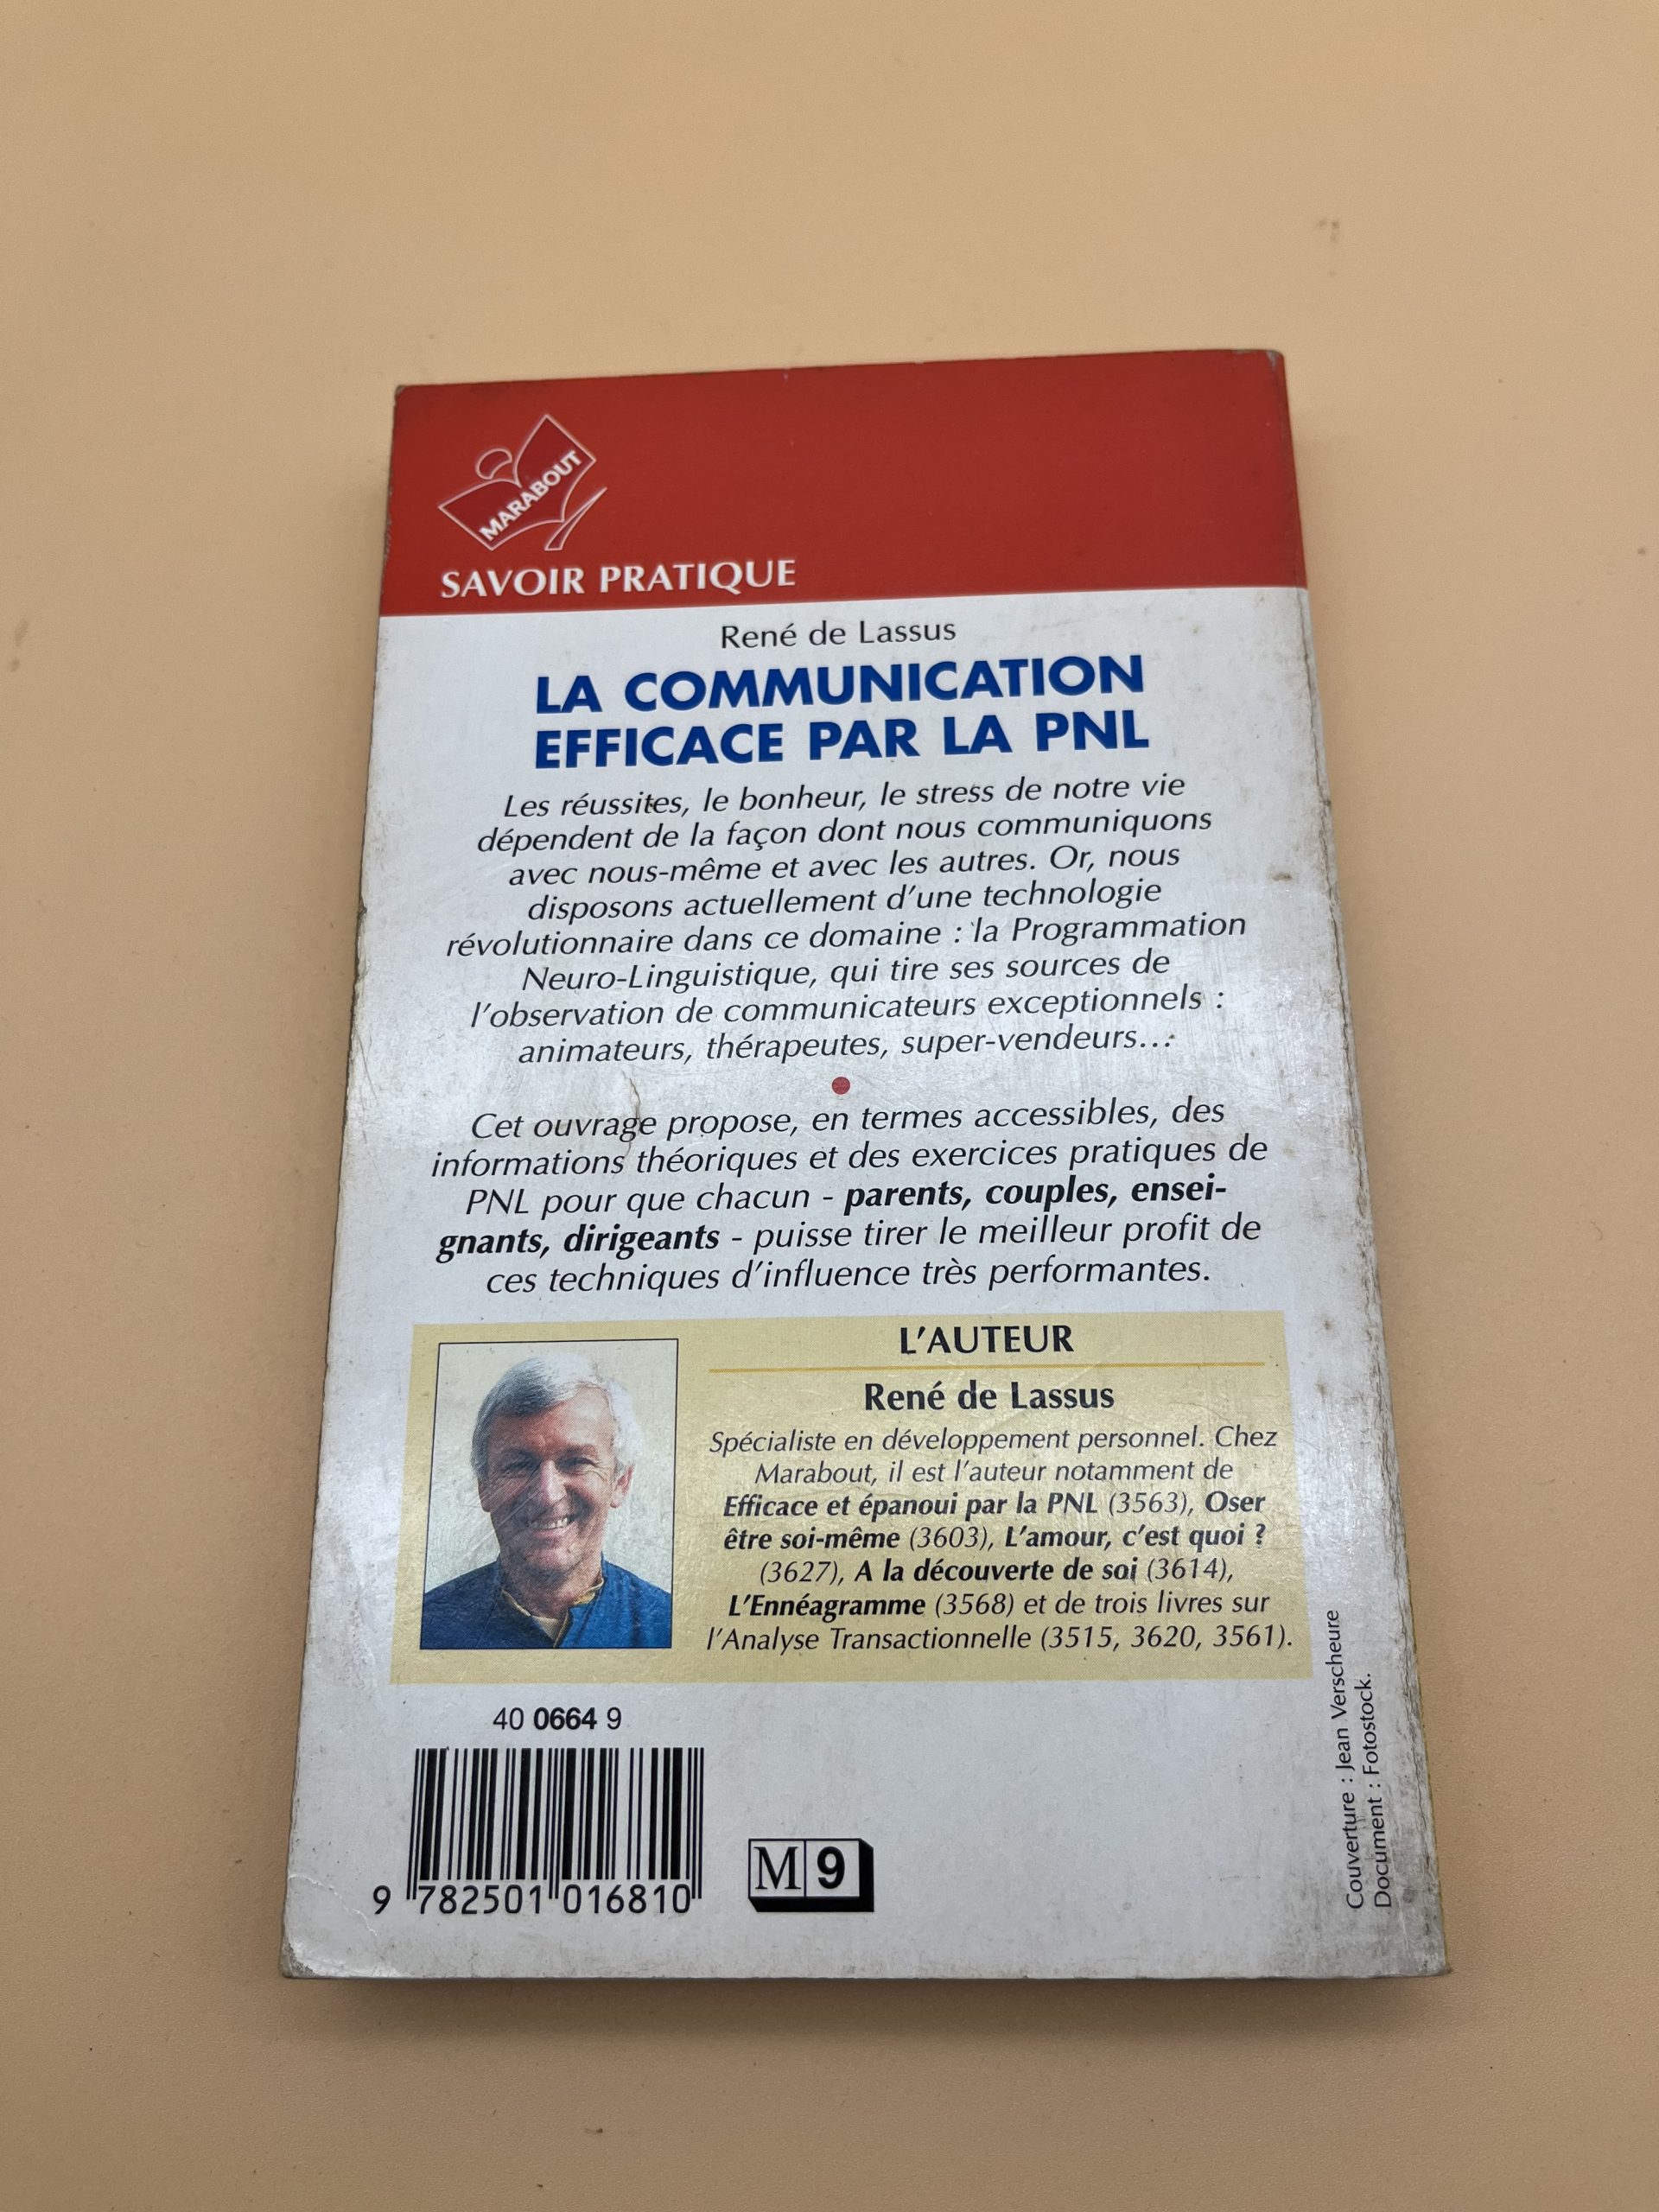 MARABOUT
SAVOIR PRATIQUE
René de Lassus
LA COMMUNICATION
EFFICACE PAR LA PNL
Les réussites, le bonheur, le stress de notre vie
dépendent de la façon dont nous communiquons
avec nous-même et avec les autres. Or, nous
disposons actuellement d'une technologie
révolutionnaire dans ce domaine : la Programmation
Neuro-Linguistique, qui tire ses sources de
l'observation de communicateurs exceptionnels :
animateurs, thérapeutes, super-vendeurs...
Cet ouvrage propose, en termes accessibles, des
informations théoriques et des exercices pratiques de
PNL pour que chacun - parents, couples, ensei-
gnants, dirigeants - puisse tirer le meilleur profit de
ces techniques d'influence très performantes.
L'AUTEUR
René de Lassus
Spécialiste en développement personnel. Chez
Marabout, il est l'auteur notamment de
Efficace et épanoui par la PNL (3563), Oser
être soi-même (3603), L'amour, c'est quoi ?
(3627), A la découverte de soi (3614),
L'Ennéagramme (3568) et de trois livres sur
l'Analyse Transactionnelle (3515, 3620, 3561).
40 0664 9
9 782501 016810
M 9
Couverture : Jean Verscheure
Document : Fotostock.